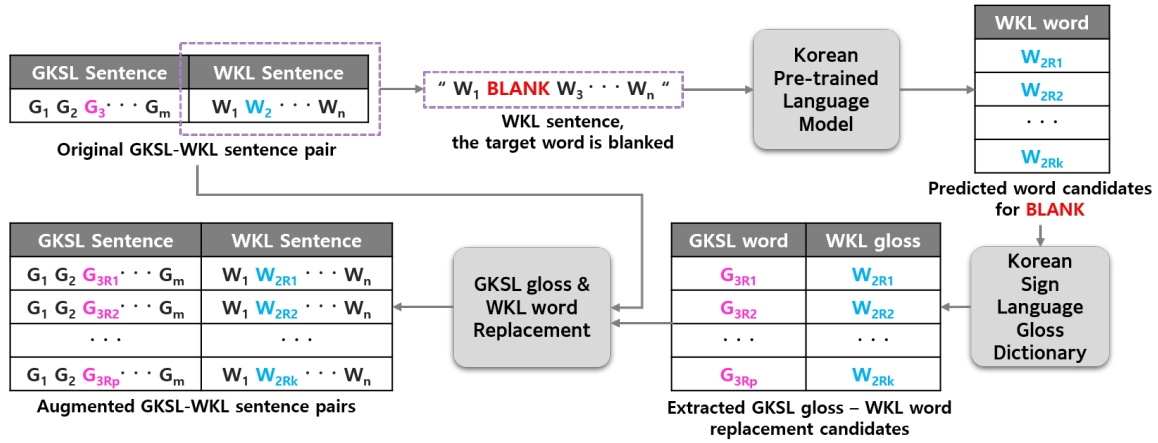 GKSL Sentence WKL Sentence
G1 G2 G3 · · · Gm W1 W2 · · · Wn
Original GKSL-WKL sentence pair
“ W1 BLANK W3 · · · Wn “
WKL sentence,
the target word is blanked
Korean
Pre-trained
Language
Model
WKL word
W2R1
W2R2
· · ·
W2Rk
Predicted word candidates
for BLANK
Korean
Sign
Language
Gloss
Dictionary
GKSL word WKL gloss
G3R1 W2R1
G3R2 W2R2
· · · · · ·
G3Rp W2Rk
Extracted GKSL gloss – WKL word
replacement candidates
GKSL gloss &
WKL word
Replacement
GKSL Sentence WKL Sentence
G1 G2 G3R1 · · · Gm W1 W2R1 · · · Wn
G1 G2 G3R2 · · · Gm W1 W2R2 · · · Wn
· · · · · ·
G1 G2 G3Rp · · · Gm W1 W2Rk · · · Wn
Augmented GKSL-WKL sentence pairs